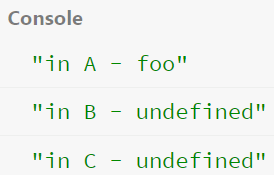 Console
"in A - foo"
"in B - undefined"
"in C - undefined"